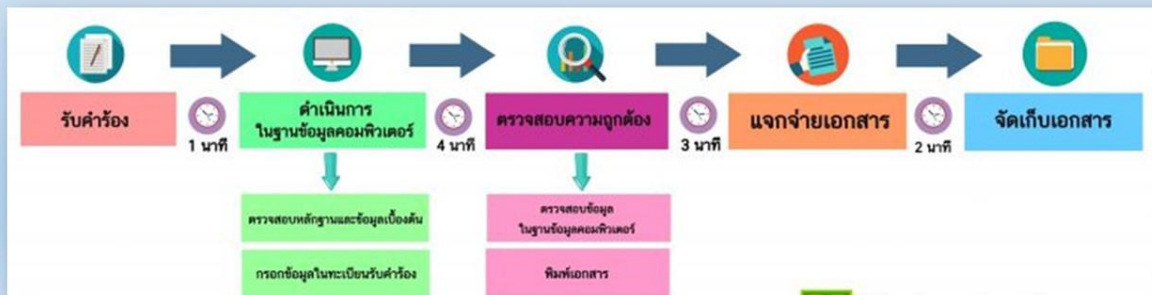 รับคำร้อง
1 นาที
ดำเนินการ
ในฐานข้อมูลคอมพิวเตอร์
4 นาที
ตรวจสอบความถูกต้อง
3 นาที
แจกจ่ายเอกสาร
2 นาที
จัดเก็บเอกสาร
ตรวจสอบหลักฐานและข้อมูลเบื้องต้น
กรอกข้อมูลในทะเบียนรับคำร้อง
ตรวจสอบข้อมูล
ในฐานข้อมูลคอมพิวเตอร์
พิมพ์เอกสาร